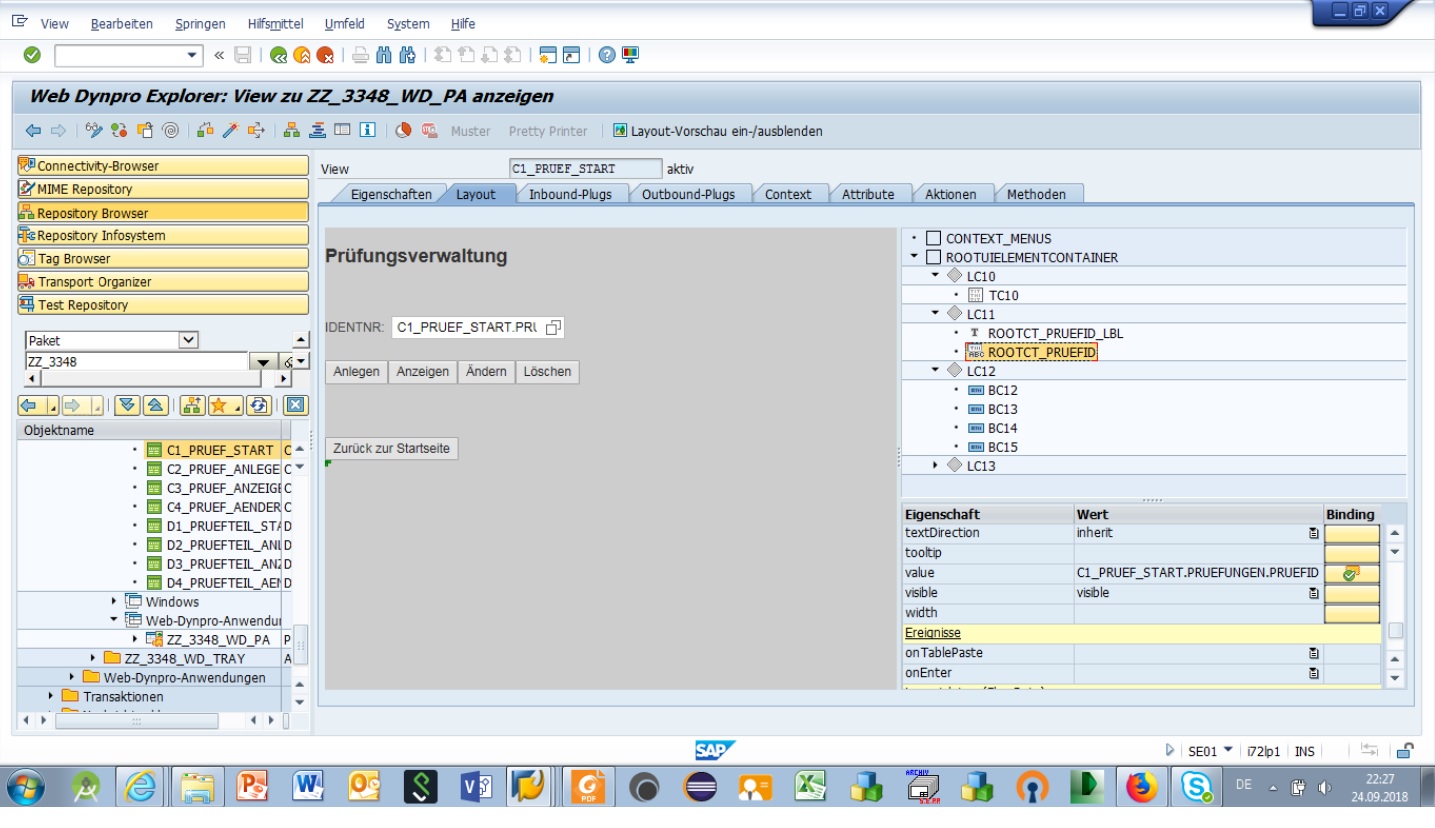 View Bearbeiten Springen Hilfsmittel Umfeld System Hilfe
Web Dynpro Explorer: View zu ZZ_3348_WD_PA anzeigen
Muster Pretty Printer Layout-Vorschau ein-/ausblenden
Connectivity-Browser
MIME Repository
Repository Browser
Repository Infosystem
Tag Browser
Transport Organizer
Test Repository
Paket
ZZ_3348
Objektname
C1_PRUEF_START C
C2_PRUEF_ANLEGE C
C3_PRUEF_ANZEIGE C
C4_PRUEF_AENDER C
D1_PRUEFTEIL_STA D
D2_PRUEFTEIL_ANL D
D3_PRUEFTEIL_ANZ D
D4_PRUEFTEIL_AEN D
Windows
Web-Dynpro-Anwendu
ZZ_3348_WD_PA P
ZZ_3348_WD_TRAY A
Web-Dynpro-Anwendungen
Transaktionen
View C1_PRUEF_START aktiv
Eigenschaften Layout Inbound-Plugs Outbound-Plugs Context Attribute Aktionen Methoden
Prüfungsverwaltung
IDENTNR: C1_PRUEF_START.PRU
Anlegen Anzeigen Ändern Löschen
Zurück zur Startseite
CONTEXT_MENUS
ROOTUIELEMENTCONTAINER
LC10
TC10
LC11
T ROOTCT_PRUEFID_LBL
ABC ROOTCT_PRUEFID
LC12
BC12
BC13
BC14
BC15
LC13
Eigenschaft Wert Binding
textDirection inherit
tooltip
value C1_PRUEF_START.PRUEFUNGEN.PRUEFID
visible visible
width
Ereignisse
onTablePaste
onEnter
SAP
SE01 i72lp1 INS
DE
22:27
24.09.2018